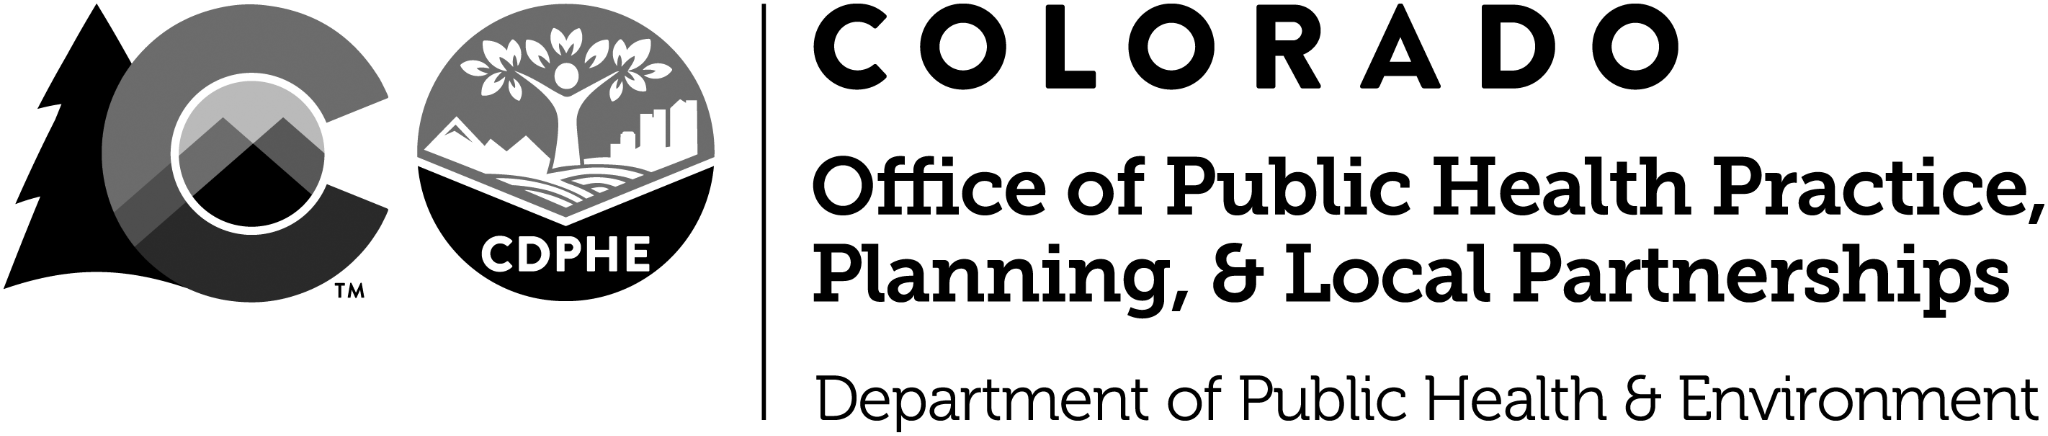 TM
CDPHE
COLORADO
Office of Public Health Practice,
Planning, & Local Partnerships
Department of Public Health & Environment